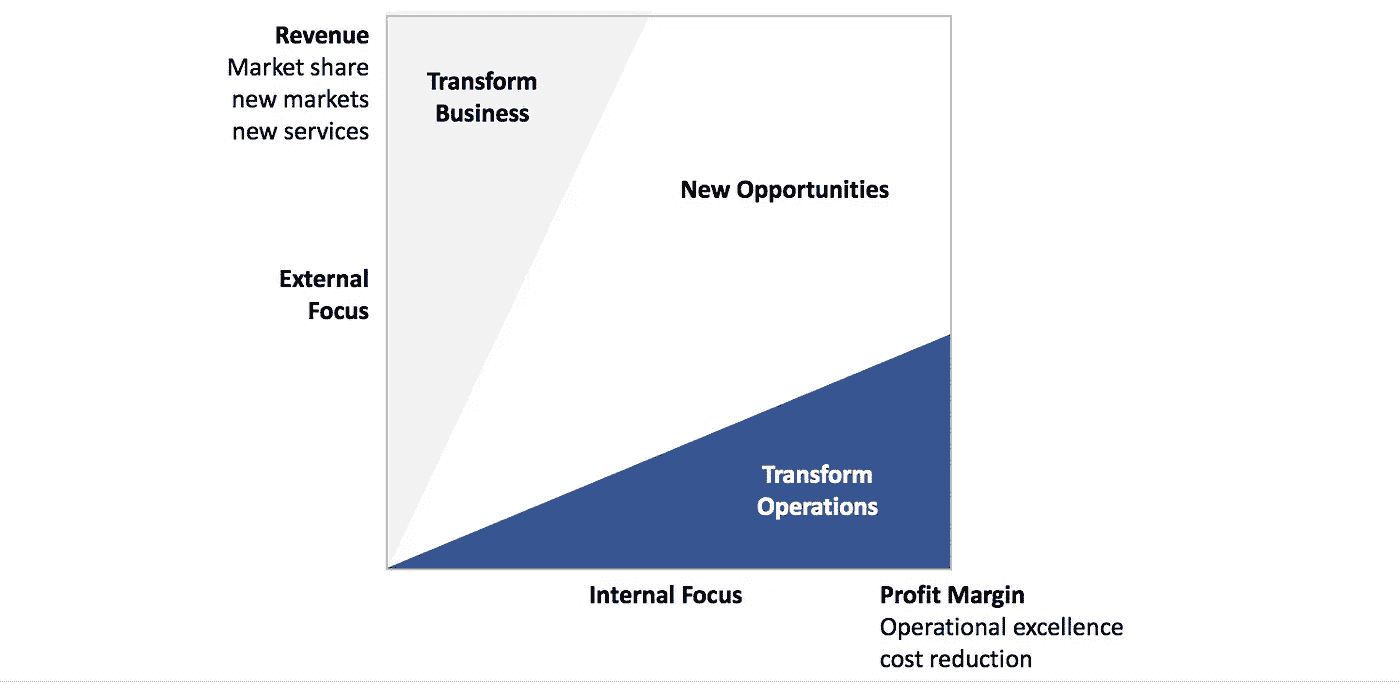 Revenue
Market share
new markets
new services
Transform
Business
New Opportunities
External
Focus
Transform
Operations
Internal Focus
Profit Margin
Operational excellence
cost reduction